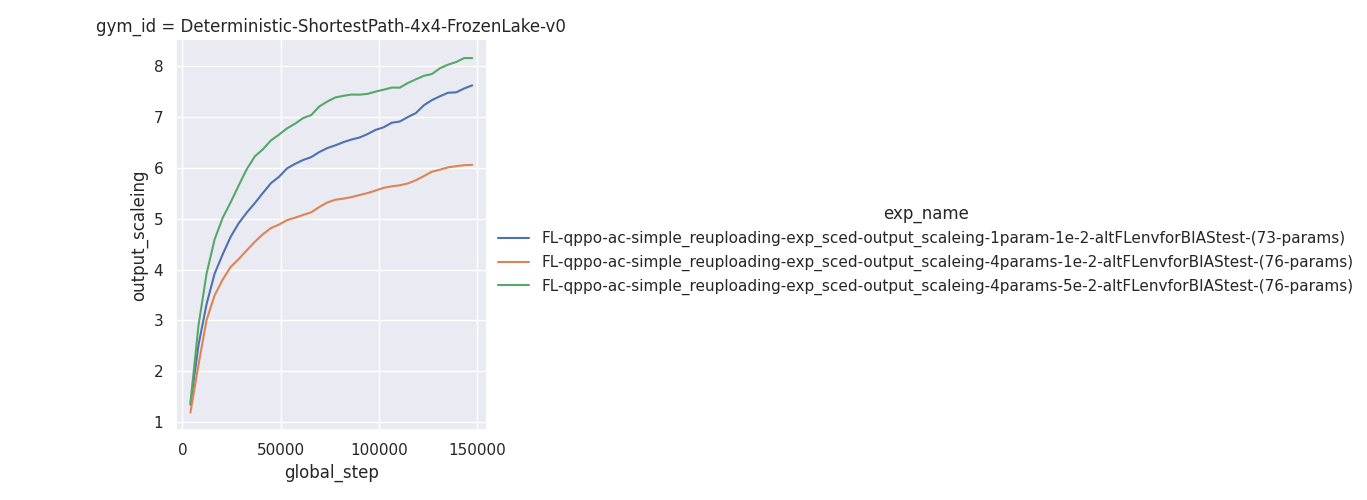 gym_id = Deterministic-ShortestPath-4x4-FrozenLake-v0
8
7
6
5
4
3
2
1
output_scaleing
0 50000 100000 150000
global_step
exp_name
FL-qppo-ac-simple_reuploading-exp_sced-output_scaleing-1param-1e-2-altFLenvforBIAStest-(73-params)
FL-qppo-ac-simple_reuploading-exp_sced-output_scaleing-4params-1e-2-altFLenvforBIAStest-(76-params)
FL-qppo-ac-simple_reuploading-exp_sced-output_scaleing-4params-5e-2-altFLenvforBIAStest-(76-params)